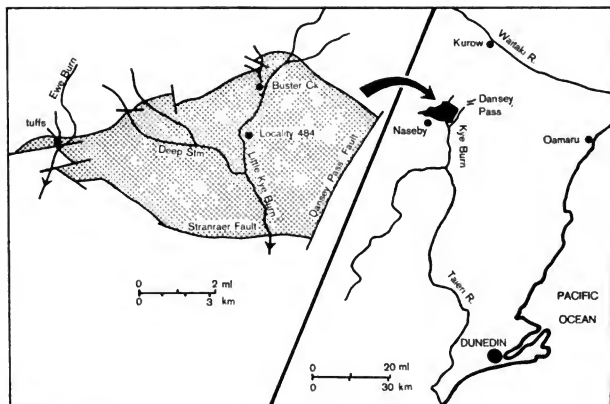 Ewe Burn
tuffs
Buster Ck
Locality 484
Deep Stm
Little Kye Burn
Dansey Pass Fault
Stranraer Fault
0 2 ml
0 3 km
Kurow
Waitaki R.
Dansey
Pass
Naseby
Kye Burn
Oamaru
Taieri R.
PACIFIC
OCEAN
DUNEDIN
0 20 ml
0 30 km